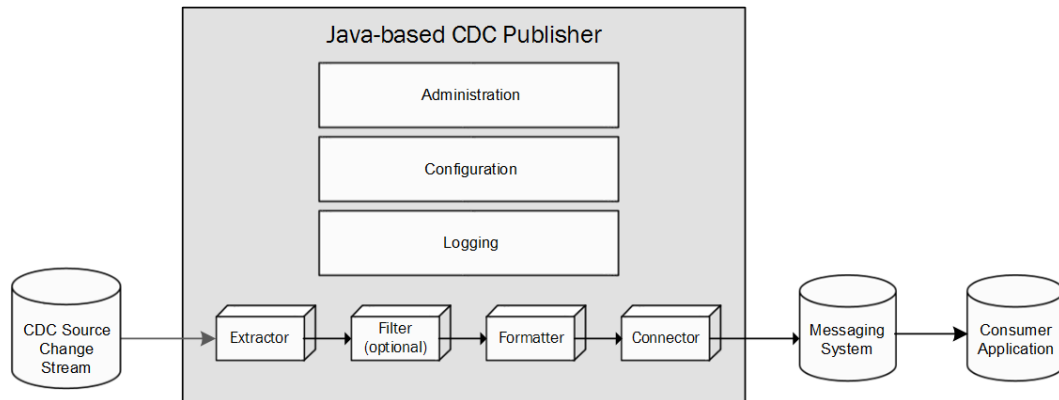 Java-based CDC Publisher
Administration
Configuration
Logging
CDC Source
Change
Stream
Extractor
Filter
(optional)
Formatter
Connector
Messaging
System
Consumer
Application